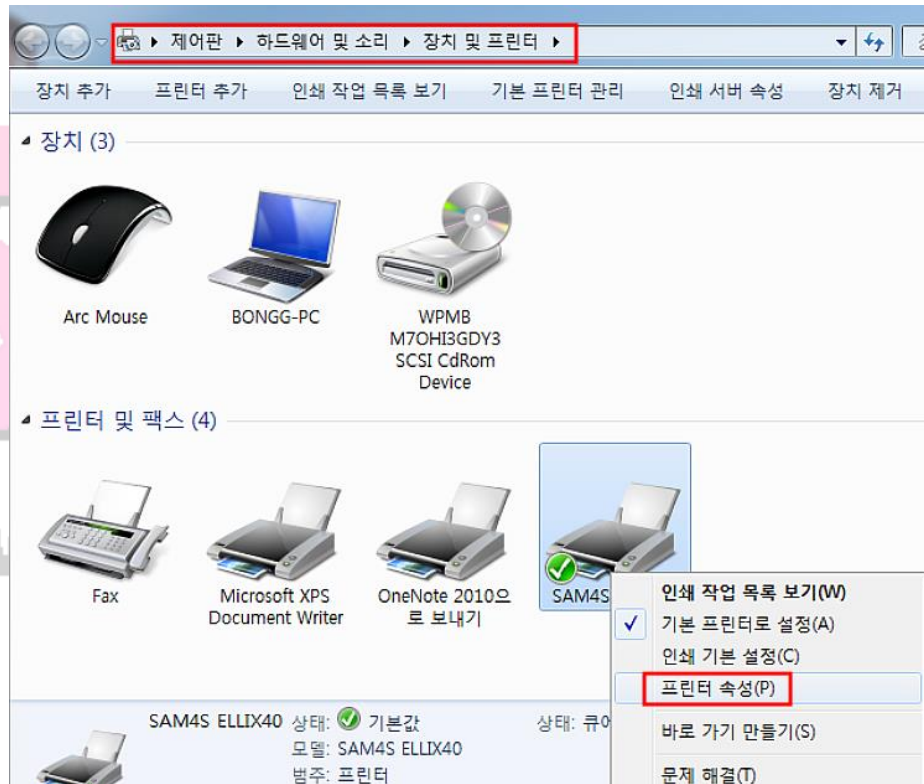 제어판 ▸ 하드웨어 및 소리 ▸ 장치 및 프린터 ▸
장치 추가 프린터 추가 인쇄 작업 목록 보기 기본 프린터 관리 인쇄 서버 속성 장치 제거
장치 (3)
Arc Mouse
BONGG-PC
WPMB
M7OHI3GDY3
SCSI CdRom
Device
프린터 및 팩스 (4)
Fax
Microsoft XPS
Document Writer
OneNote 2010으
로 보내기
SAM4S
인쇄 작업 목록 보기(W)
기본 프린터로 설정(A)
인쇄 기본 설정(C)
프린터 속성(P)
바로 가기 만들기(S)
문제 해결(T)
SAM4S ELLIX40 상태: 기본값 상태: 큐어
모델: SAM4S ELLIX40
범주: 프린터